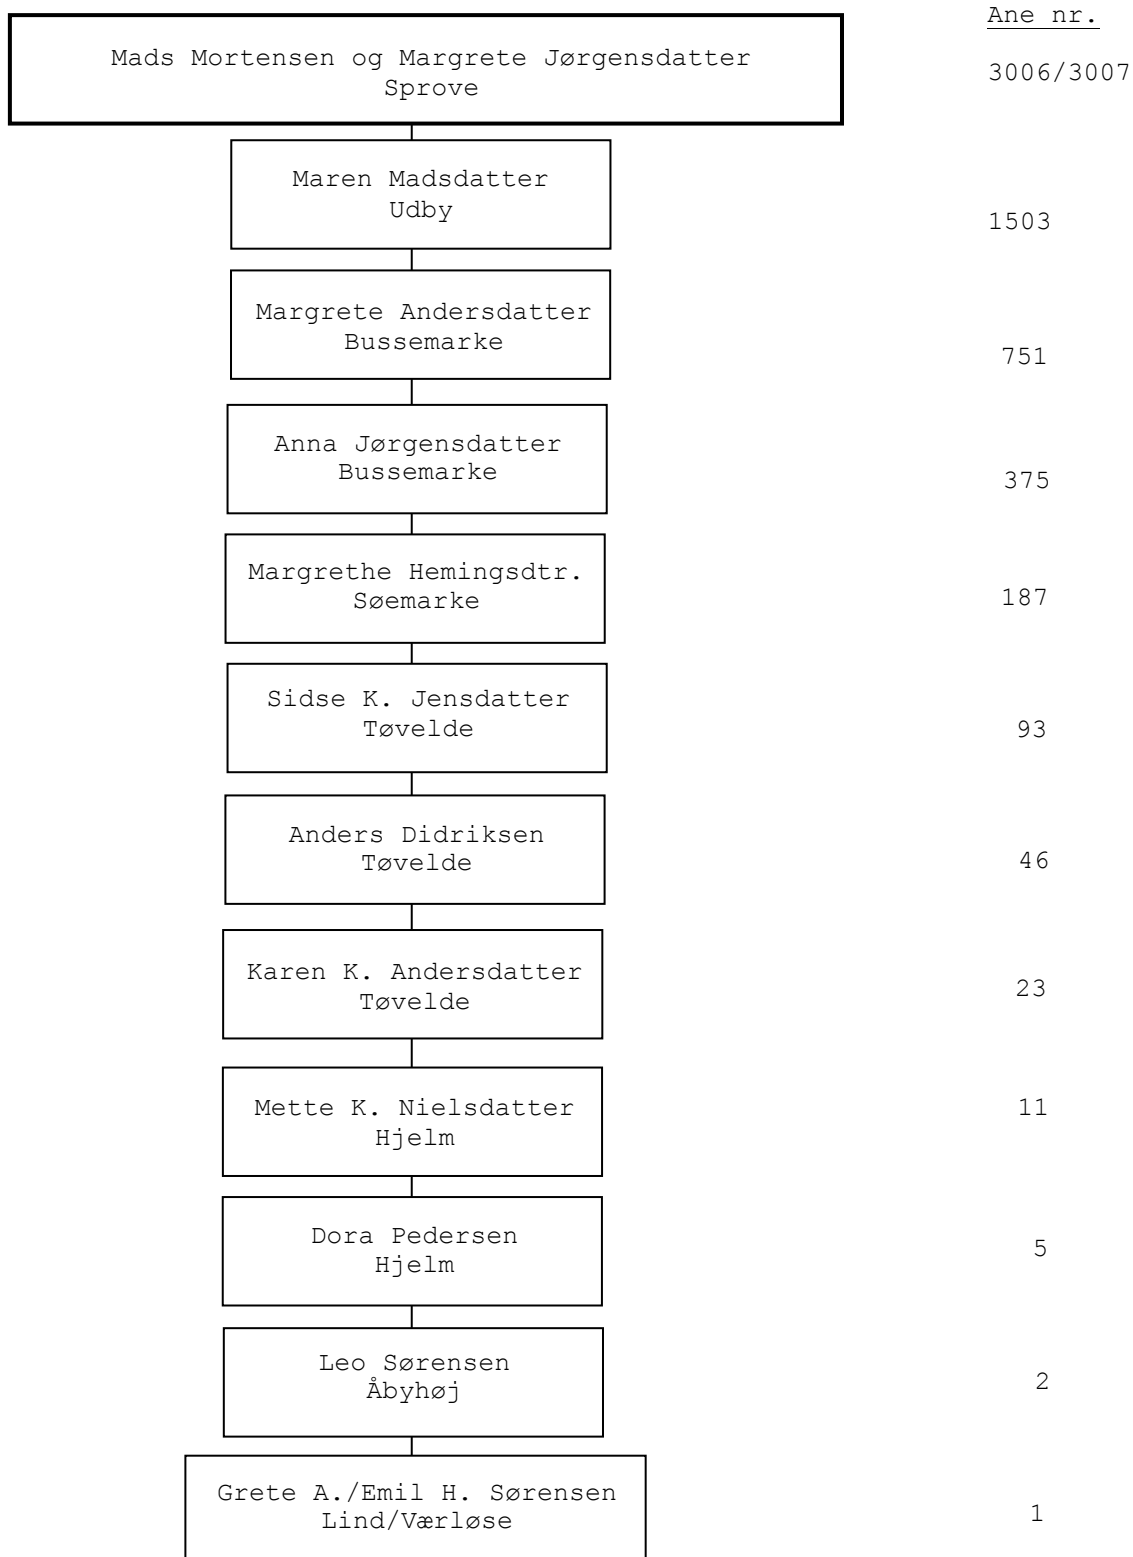 Ane nr.
Mads Mortensen og Margrete Jørgensdatter
Sprove
3006/3007
Maren Madsdatter
Udby
1503
Margrete Andersdatter
Bussemarke
751
Anna Jørgensdatter
Bussemarke
375
Margrethe Hemingsdtr.
Søemarke
187
Sidse K. Jensdatter
Tøvelde
93
Anders Didriksen
Tøvelde
46
Karen K. Andersdatter
Tøvelde
23
Mette K. Nielsdatter
Hjelm
11
Dora Pedersen
Hjelm
5
Leo Sørensen
Åbyhøj
2
Grete A./Emil H. Sørensen
Lind/Værløse
1